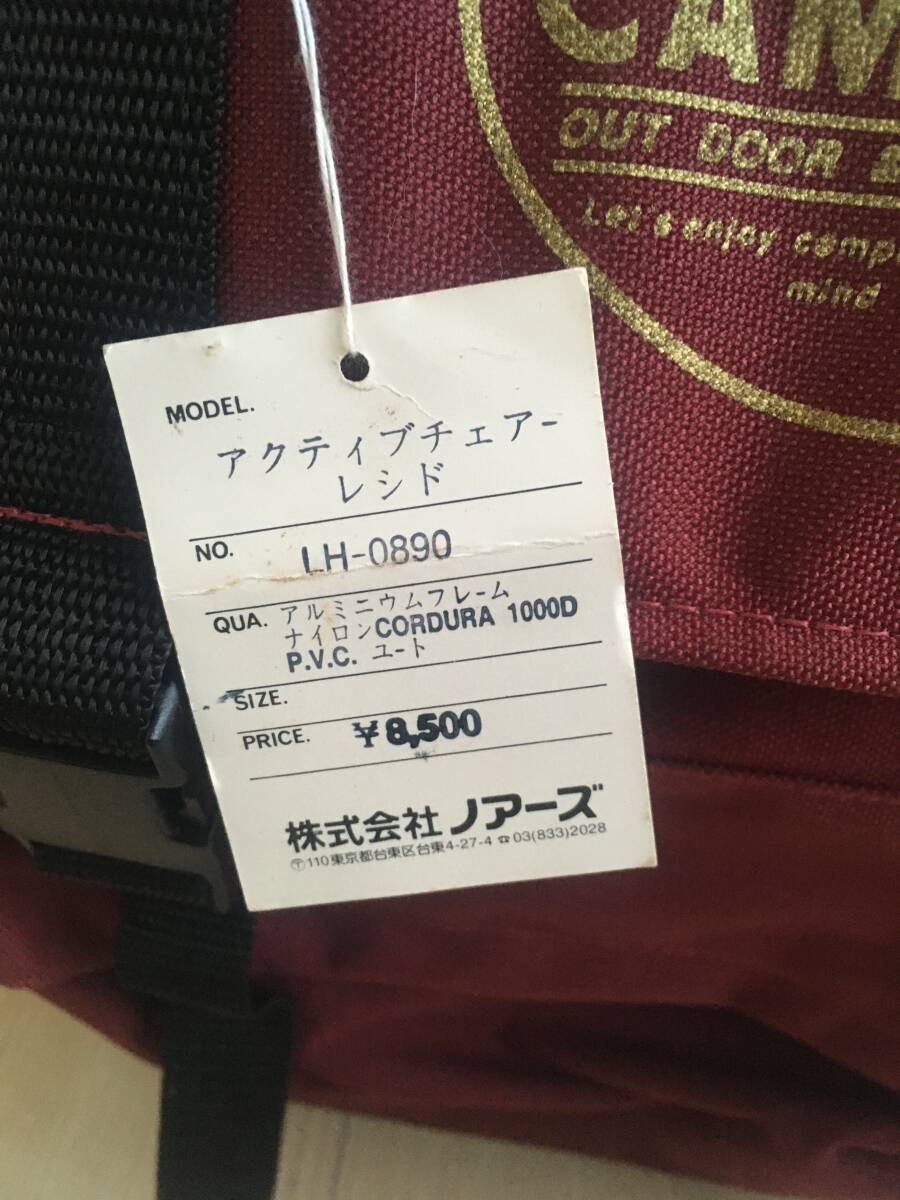 CAM
OUT DOOR &
Let's enjoy camp
mind
MODEL.
アクティブチェアー
レシド
NO. LH-0890
QUA. アルミニウムフレーム
ナイロンCORDURA 1000D
P.V.C. ユート
SIZE.
PRICE. ¥8,500
株式会社 ノアーズ
〒110東京都台東区台東4-27-4 ☎03(833)2028